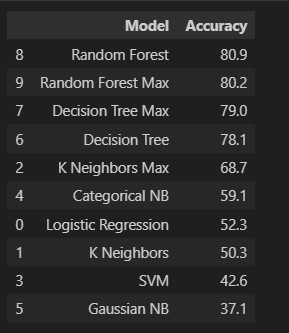 Model Accuracy
8 Random Forest 80.9
9 Random Forest Max 80.2
7 Decision Tree Max 79.0
6 Decision Tree 78.1
2 K Neighbors Max 68.7
4 Categorical NB 59.1
0 Logistic Regression 52.3
1 K Neighbors 50.3
3 SVM 42.6
5 Gaussian NB 37.1